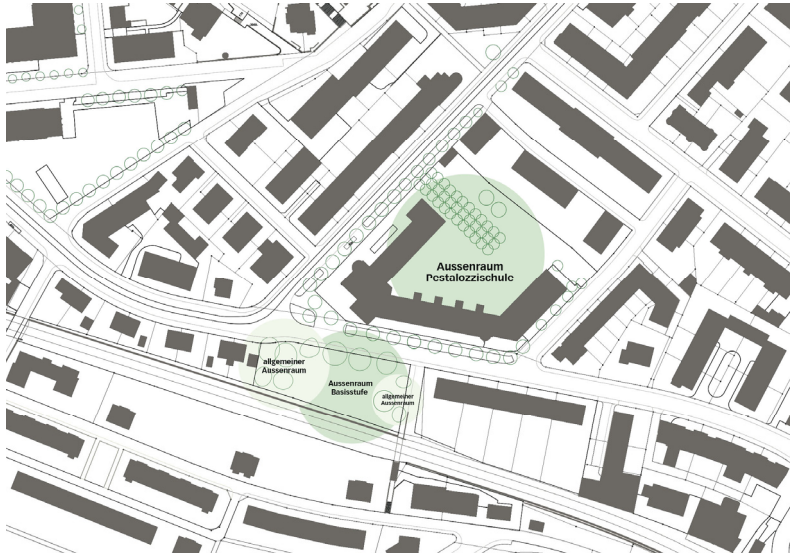 Aussenraum
Pestalozzischule
allgemeiner
Aussenraum
Aussenraum
Basisstufe
allgemeiner
Aussenraum